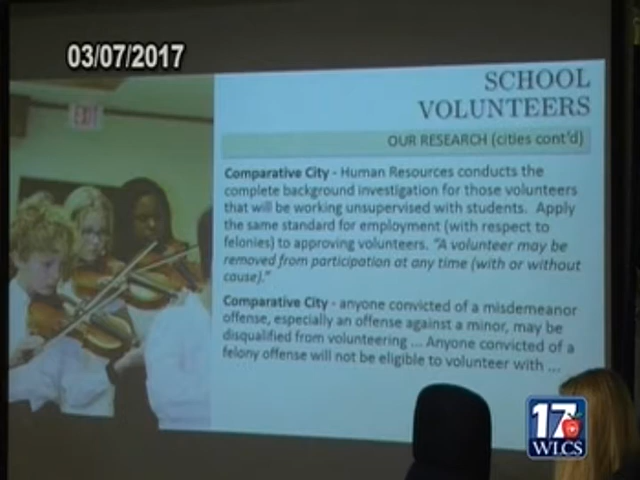 03/07/2017
EXIT
SCHOOL
VOLUNTEERS
OUR RESEARCH (cities cont'd)
Comparative City - Human Resources conducts the
complete background investigation for those volunteers
that will be working unsupervised with students. Apply
the same standard for employment (with respect to
felonies) to approving volunteers. "A volunteer may be
removed from participation at any time (with or without
cause)."
Comparative City - anyone convicted of a misdemeanor
offense, especially an offense against a minor, may be
disqualified from volunteering ... Anyone convicted of a
felony offense will not be eligible to volunteer with ...
17
WLCS